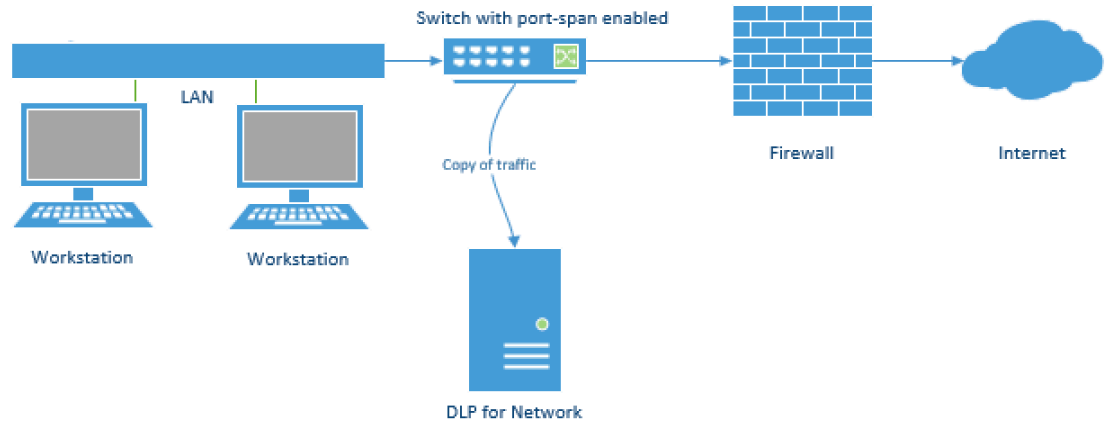 Switch with port-span enabled
LAN
Copy of traffic
Firewall
Internet
Workstation
Workstation
DLP for Network